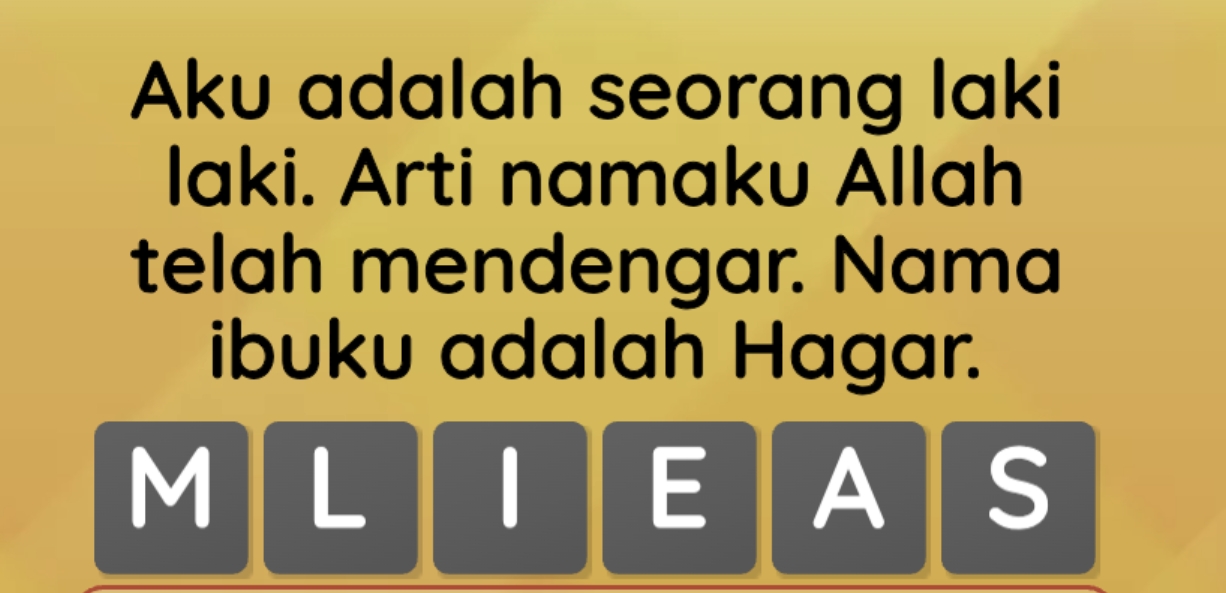 Aku adalah seorang laki
laki. Arti namaku Allah
telah mendengar. Nama
ibuku adalah Hagar.
M L I E A S